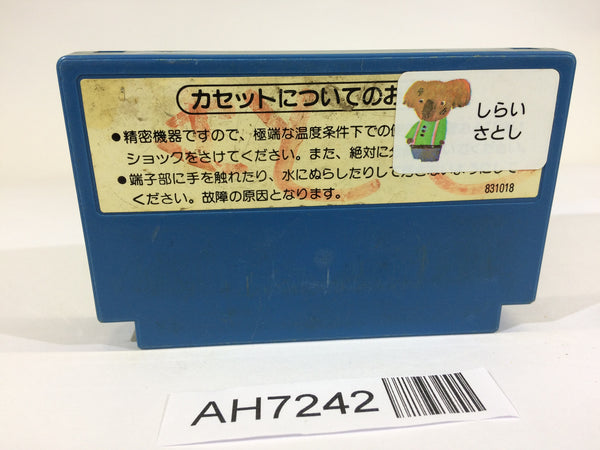 カセットについてのお
●精密機器ですので、極端な温度条件下での
ショックをさけてください。また、絶対に
●端子部に手を触れたり、水にぬらしたりして
ください。故障の原因となります。
831018
しらい
さとし
AH7242